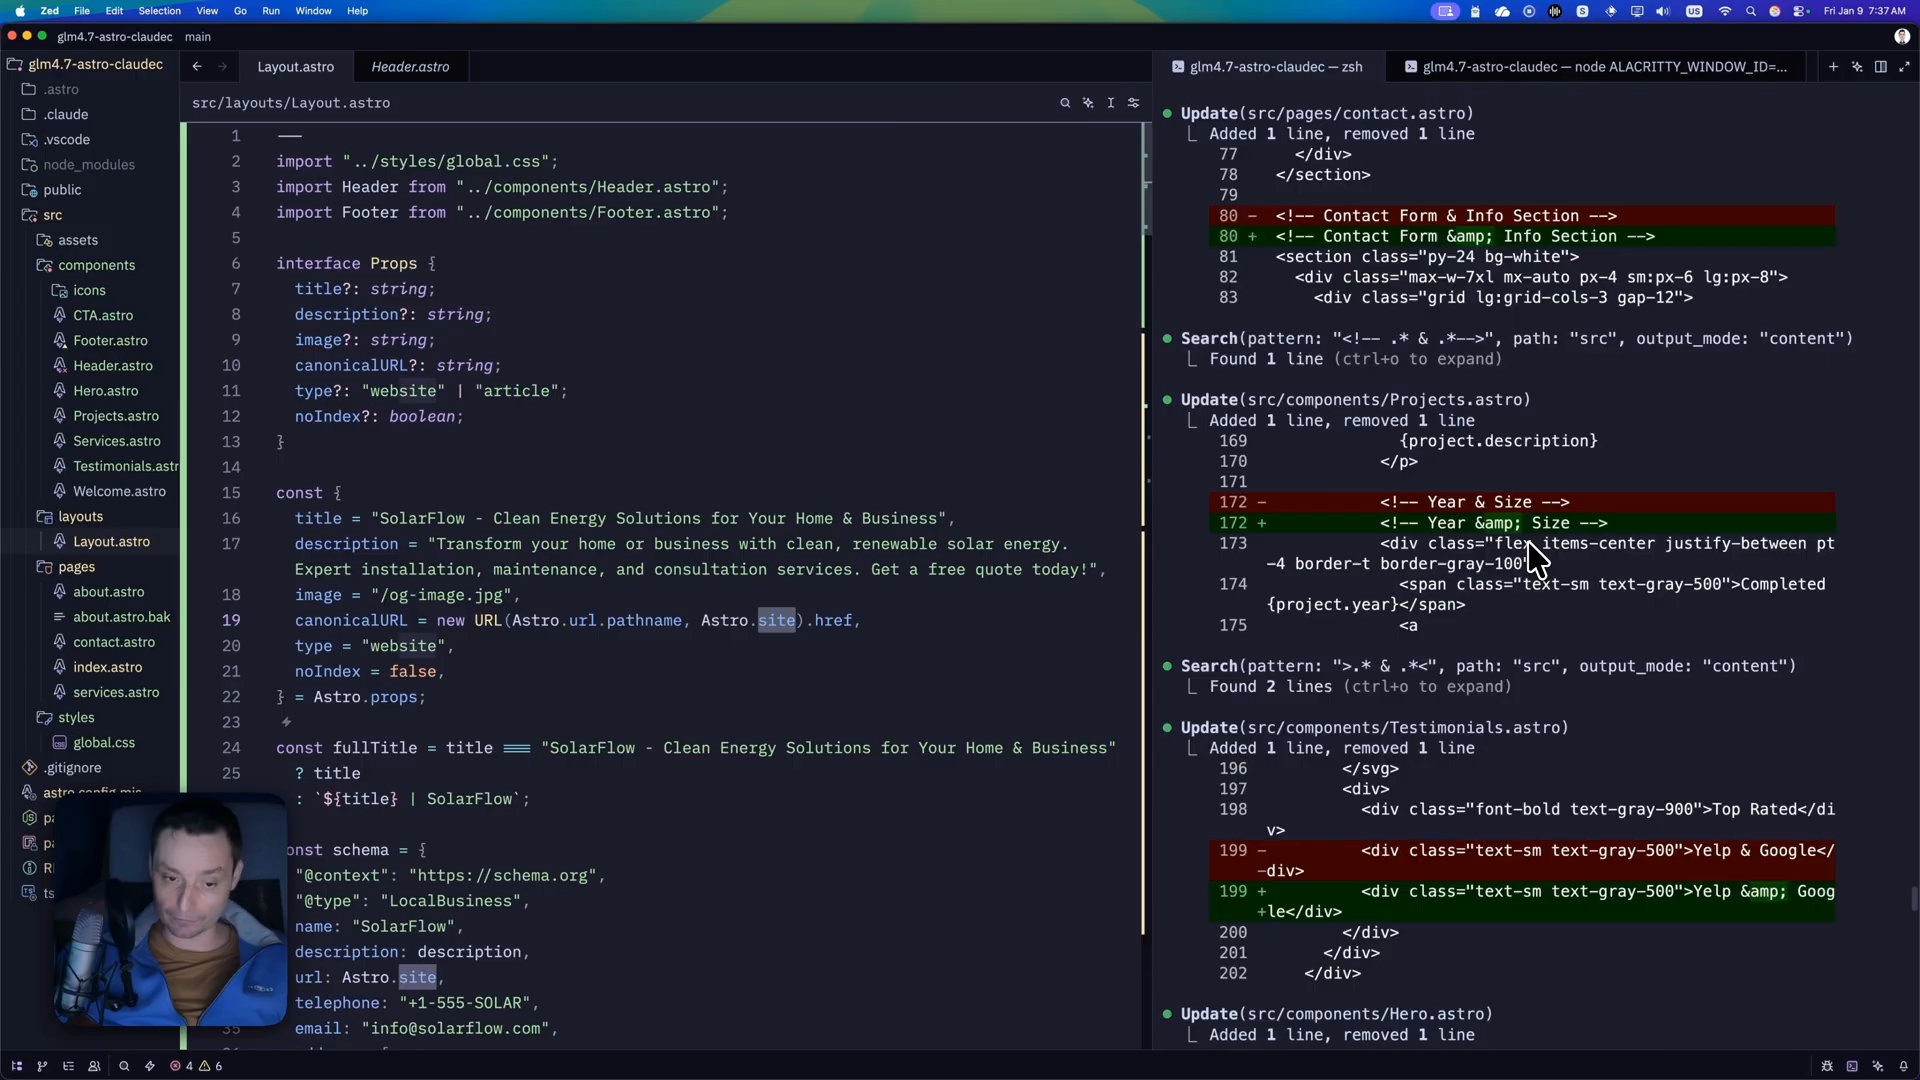 Zed File Edit Selection View Go Run Window Help
US
Fri Jan 9 7:37 AM
glm4.7-astro-claudec main
glm4.7-astro-claudec
.astro
.claude
.vscode
node_modules
public
src
assets
components
icons
CTA.astro
Footer.astro
Header.astro
Hero.astro
Projects.astro
Services.astro
Testimonials.astr
Welcome.astro
layouts
Layout.astro
pages
about.astro
about.astro.bak
contact.astro
index.astro
services.astro
styles
global.css
.gitignore
astro.config.mjs
Layout.astro Header.astro
src/layouts/Layout.astro
1 ---
2 import "../styles/global.css";
3 import Header from "../components/Header.astro";
4 import Footer from "../components/Footer.astro";
5
6 interface Props {
7 title?: string;
8 description?: string;
9 image?: string;
10 canonicalURL?: string;
11 type?: "website" | "article";
12 noIndex?: boolean;
13 }
14
15 const {
16 title = "SolarFlow - Clean Energy Solutions for Your Home & Business",
17 description = "Transform your home or business with clean, renewable solar energy.
Expert installation, maintenance, and consultation services. Get a free quote today!",
18 image = "/og-image.jpg",
19 canonicalURL = new URL(Astro.url.pathname, Astro.site).href,
20 type = "website",
21 noIndex = false,
22 } = Astro.props;
23
24 const fullTitle = title === "SolarFlow - Clean Energy Solutions for Your Home & Business"
25 ? title
: `${title} | SolarFlow`;
onst schema = {
"@context": "https://schema.org",
"@type": "LocalBusiness",
name: "SolarFlow",
description: description,
url: Astro.site,
telephone: "+1-555-SOLAR",
35 email: "info@solarflow.com",
4 6
glm4.7-astro-claudec — zsh
glm4.7-astro-claudec — node ALACRITTY_WINDOW_ID=...
Update(src/pages/contact.astro)
Added 1 line, removed 1 line
77 </div>
78 </section>
79
80 - <!-- Contact Form & Info Section -->
80 + <!-- Contact Form &amp; Info Section -->
81 <section class="py-24 bg-white">
82 <div class="max-w-7xl mx-auto px-4 sm:px-6 lg:px-8">
83 <div class="grid lg:grid-cols-3 gap-12">
Search(pattern: "<!-- .* & .*-->", path: "src", output_mode: "content")
Found 1 line (ctrl+o to expand)
Update(src/components/Projects.astro)
Added 1 line, removed 1 line
169 {project.description}
170 </p>
171
172 - <!-- Year & Size -->
172 + <!-- Year &amp; Size -->
173 <div class="flex items-center justify-between pt
-4 border-t border-gray-100"
174 <span class="text-sm text-gray-500">Completed
{project.year}</span>
175 <a
Search(pattern: ">.* & .*<", path: "src", output_mode: "content")
Found 2 lines (ctrl+o to expand)
Update(src/components/Testimonials.astro)
Added 1 line, removed 1 line
196 </svg>
197 <div>
198 <div class="font-bold text-gray-900">Top Rated</di
v>
199 - <div class="text-sm text-gray-500">Yelp & Google</
-div>
199 + <div class="text-sm text-gray-500">Yelp &amp; Goog
+le</div>
200 </div>
201 </div>
202 </div>
Update(src/components/Hero.astro)
Added 1 line, removed 1 line